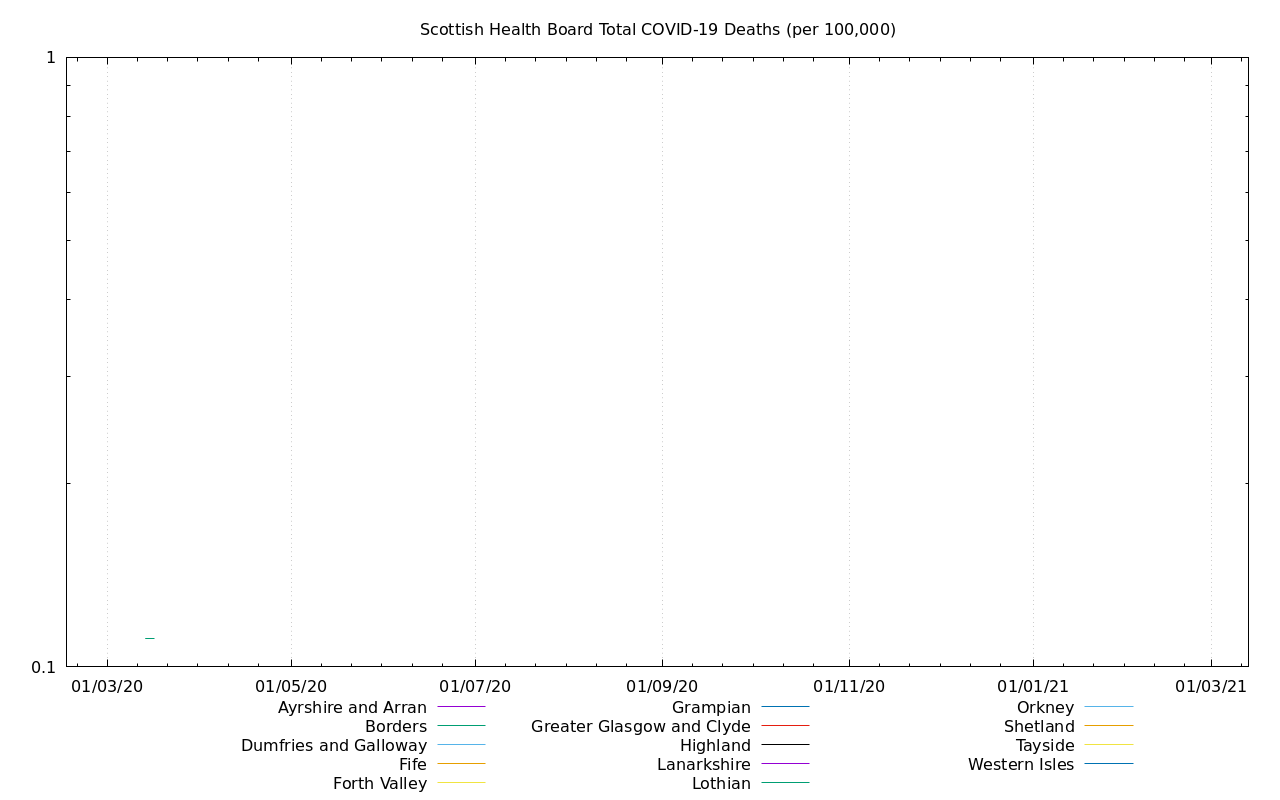 Scottish Health Board Total COVID-19 Deaths (per 100,000)
1
0.1
01/03/20 01/05/20 01/07/20 01/09/20 01/11/20 01/01/21 01/03/21
Ayrshire and Arran Grampian Orkney
Borders Greater Glasgow and Clyde Shetland
Dumfries and Galloway Highland Tayside
Fife Lanarkshire Western Isles
Forth Valley Lothian